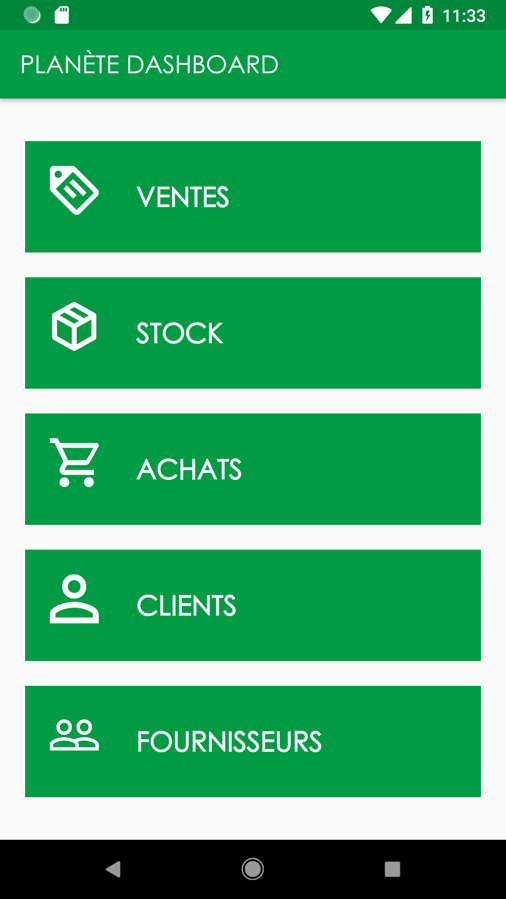 11:33
PLANÈTE DASHBOARD
VENTES
STOCK
ACHATS
CLIENTS
FOURNISSEURS